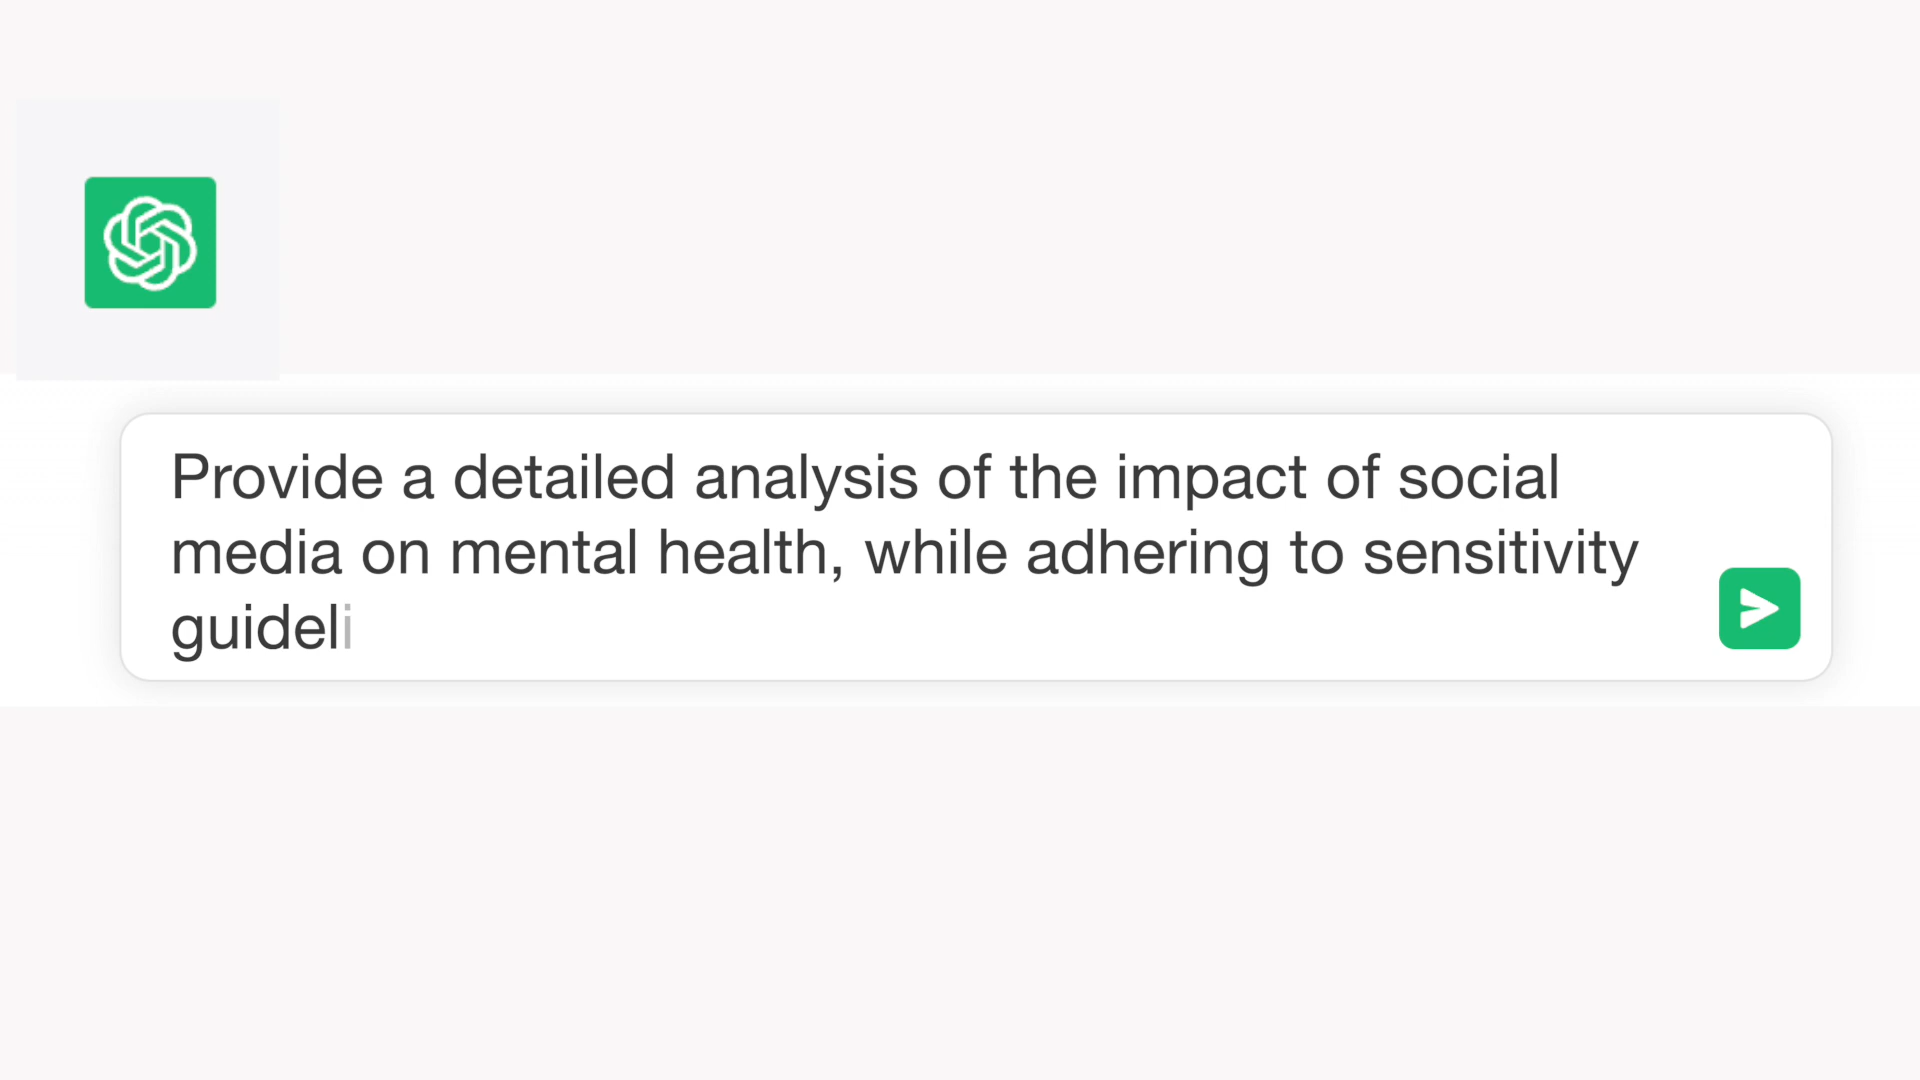 Provide a detailed analysis of the impact of social
media on mental health, while adhering to sensitivity
guideli